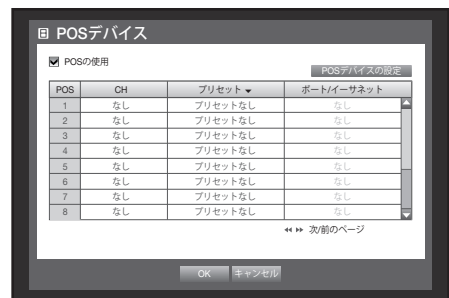 POSデバイス
POSの使用
POSデバイスの設定
POS CH プリセット ポート/イーサネット
1 なし プリセットなし なし
2 なし プリセットなし なし
3 なし プリセットなし なし
4 なし プリセットなし なし
5 なし プリセットなし なし
6 なし プリセットなし なし
7 なし プリセットなし なし
8 なし プリセットなし なし
次/前のページ
OK キャンセル